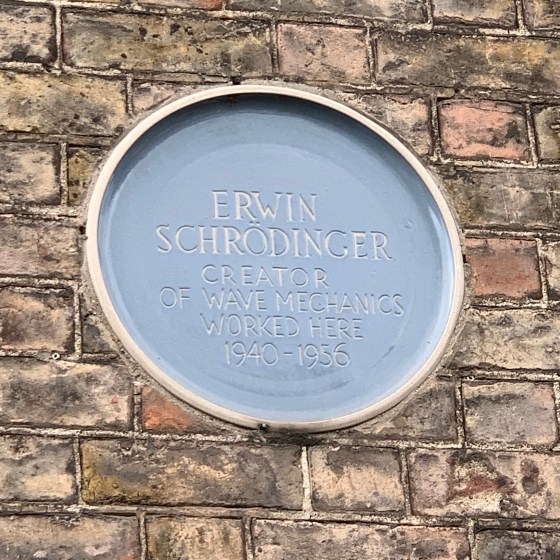 ERWIN
SCHRÖDINGER
CREATOR
OF WAVE MECHANICS
WORKED HERE
1940-1956